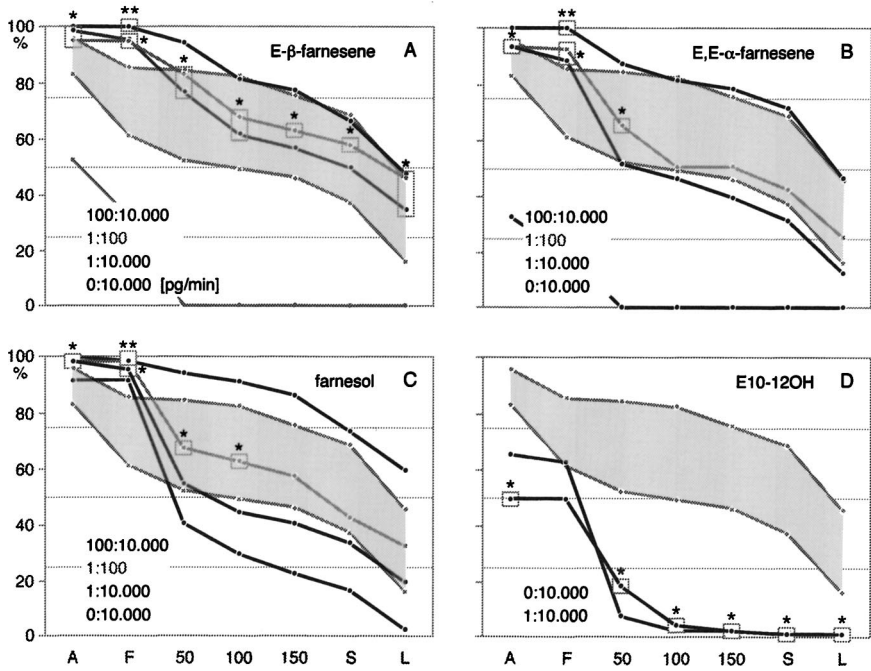 * ** * **
100 % E-β-farnesene A E,E-α-farnesene B
* * * *
80 *
* *
60 * *
*
40
100:10.000 100:10.000
1:100 1:100
20 1:10.000 1:10.000
0:10.000 [pg/min] 0:10.000
0
* **
100 % farnesol C E10-12OH D
*
80
* *
60
*
40
100:10.000
1:100 *
20 1:10.000 0:10.000
0:10.000 1:10.000 * * * *
0
A F 50 100 150 S L A F 50 100 150 S L